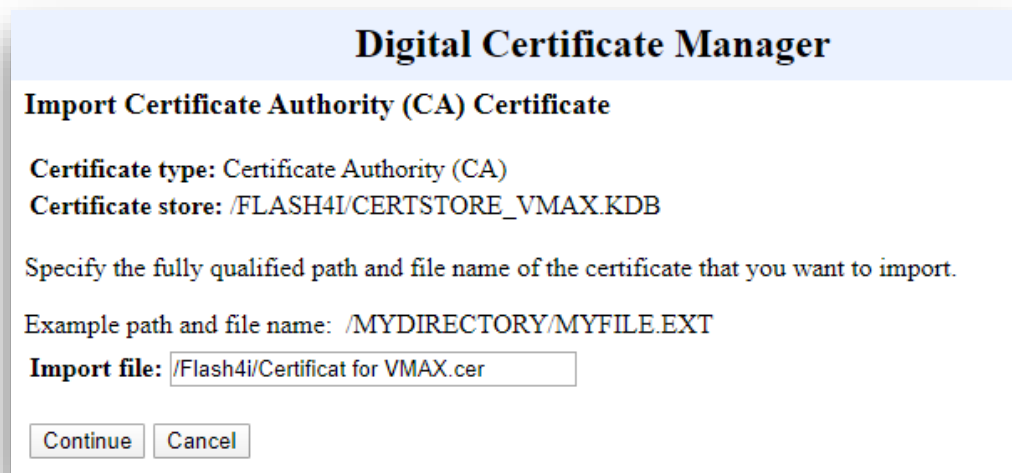 Digital Certificate Manager
Import Certificate Authority (CA) Certificate
Certificate type: Certificate Authority (CA)
Certificate store: /FLASH4I/CERTSTORE_VMAX.KDB
Specify the fully qualified path and file name of the certificate that you want to import.
Example path and file name: /MYDIRECTORY/MYFILE.EXT
Import file: /Flash4i/Certificat for VMAX.cer
Continue Cancel